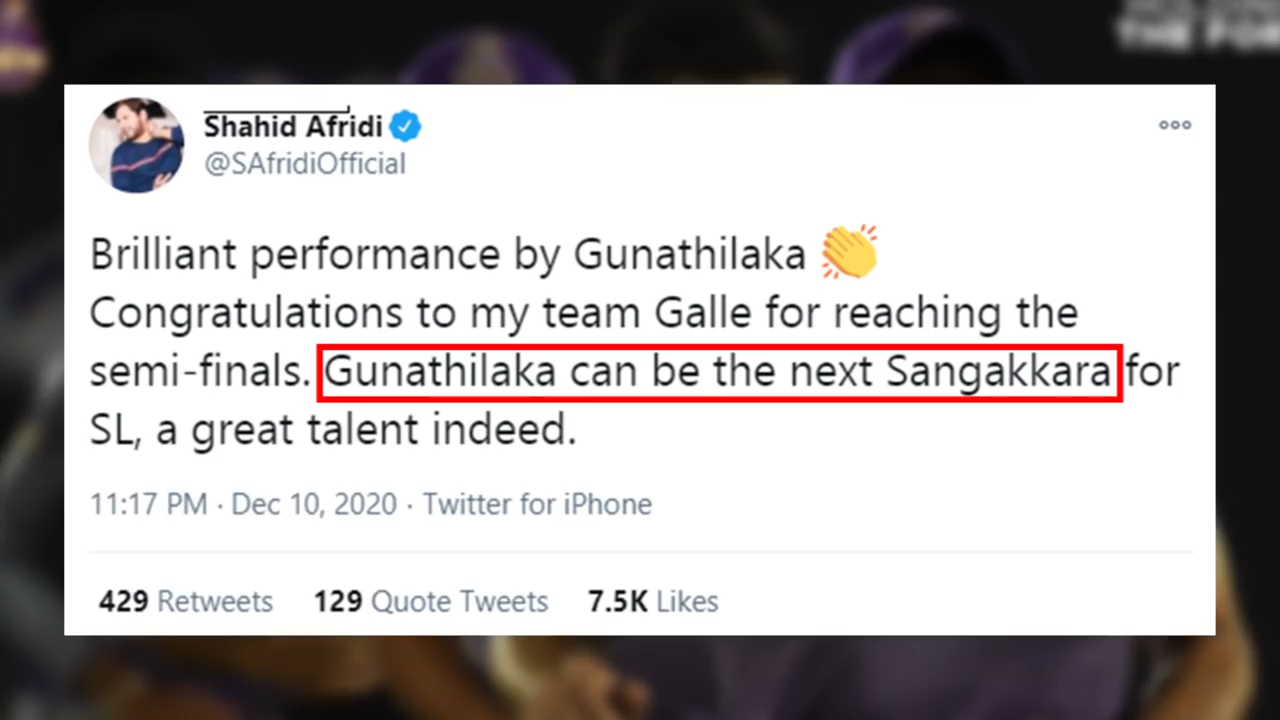 THE FOR
Shahid Afridi
@SAfridiOfficial
Brilliant performance by Gunathilaka 👏
Congratulations to my team Galle for reaching the
semi-finals. Gunathilaka can be the next Sangakkara for
SL, a great talent indeed.
11:17 PM · Dec 10, 2020 · Twitter for iPhone
429 Retweets 129 Quote Tweets 7.5K Likes